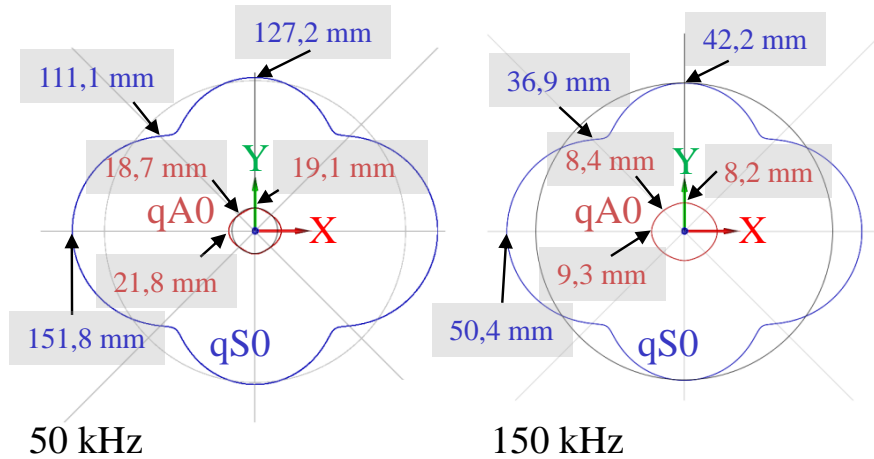 127,2 mm
111,1 mm
18,7 mm
Y
19,1 mm
qA0
X
21,8 mm
151,8 mm
qS0
50 kHz
42,2 mm
36,9 mm
8,4 mm
Y
8,2 mm
qA0
X
9,3 mm
50,4 mm
qS0
150 kHz